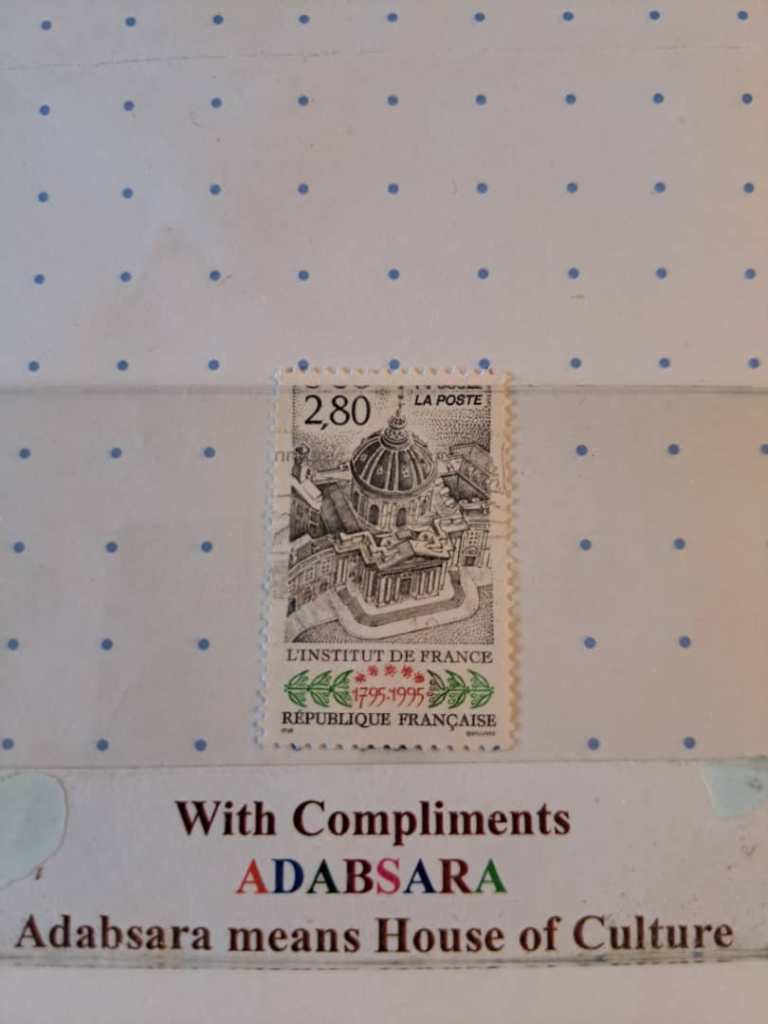 2,80
LA POSTE
L'INSTITUT DE FRANCE
1795-1995
RÉPUBLIQUE FRANÇAISE
With Compliments
ADABSARA
Adabsara means House of Culture